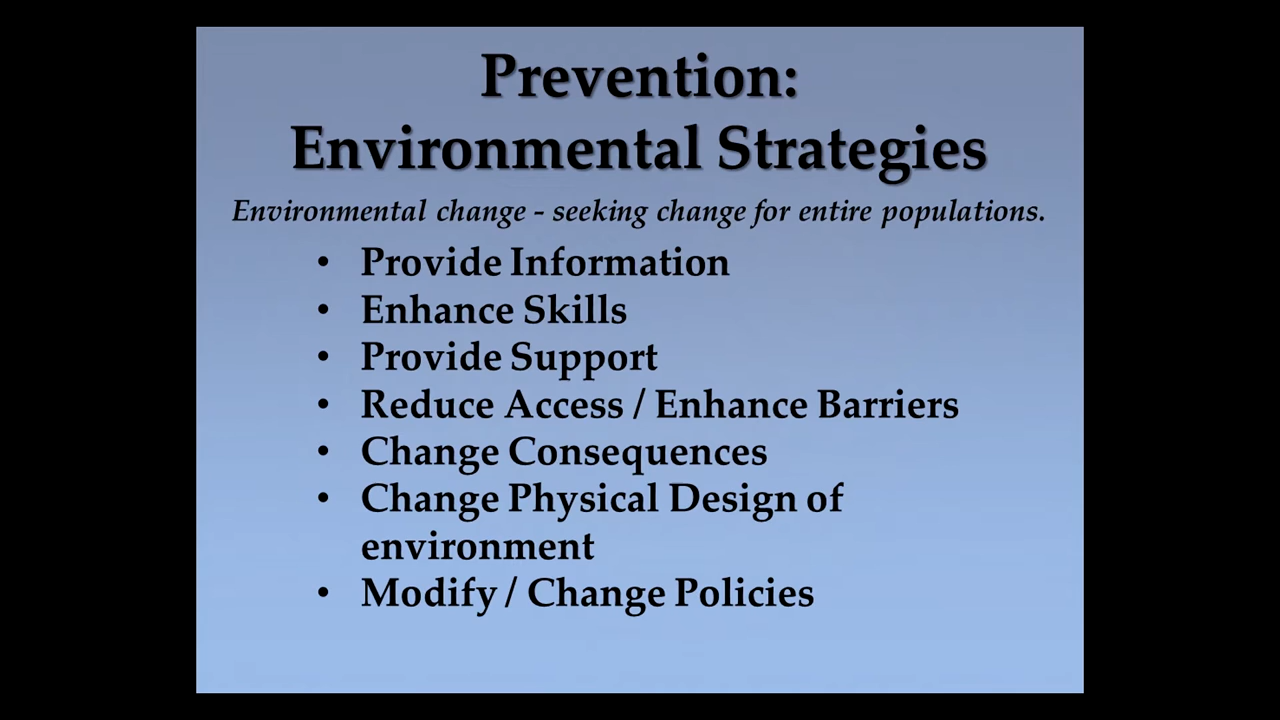 Prevention:
Environmental Strategies
Environmental change - seeking change for entire populations.
• Provide Information
• Enhance Skills
• Provide Support
• Reduce Access / Enhance Barriers
• Change Consequences
• Change Physical Design of
environment
• Modify / Change Policies